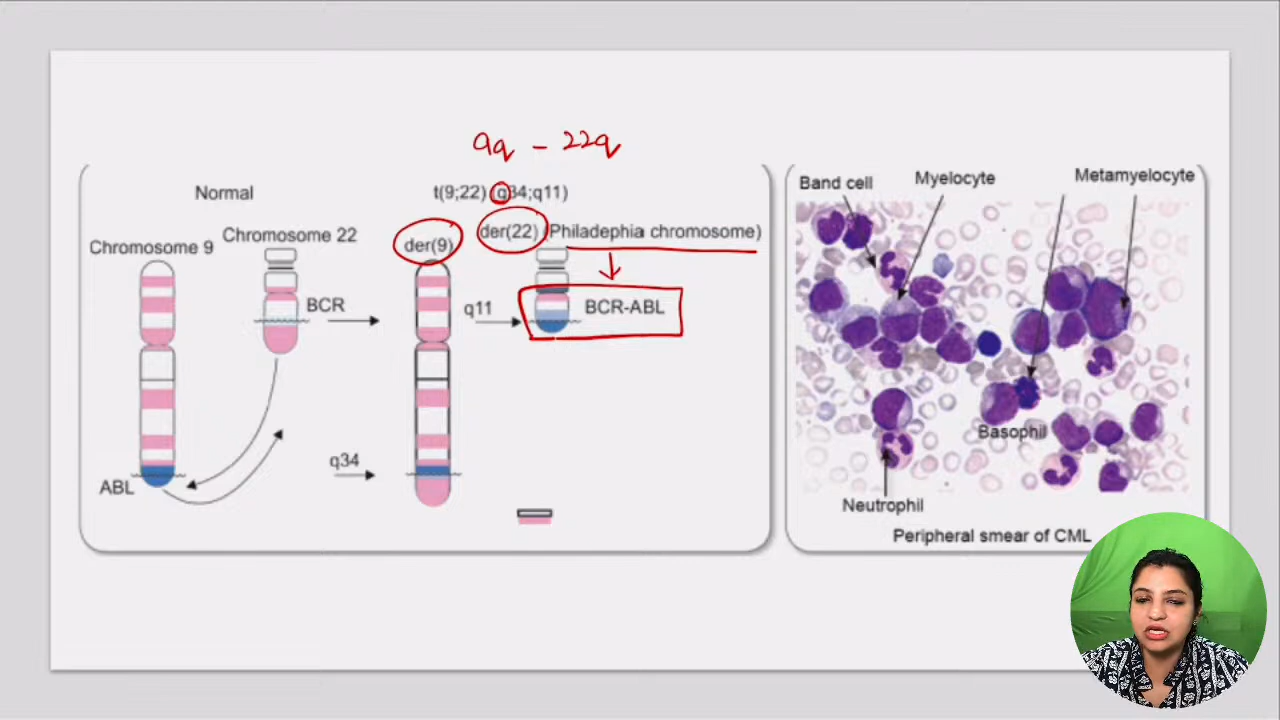 9q - 22q
Normal
t(9;22) (q34;q11)
der(22) (Philadephia chromosome)
Chromosome 9
Chromosome 22
der(9)
BCR
q11
BCR-ABL
q34
ABL
Band cell
Myelocyte
Metamyelocyte
Basophil
Neutrophil
Peripheral smear of CML